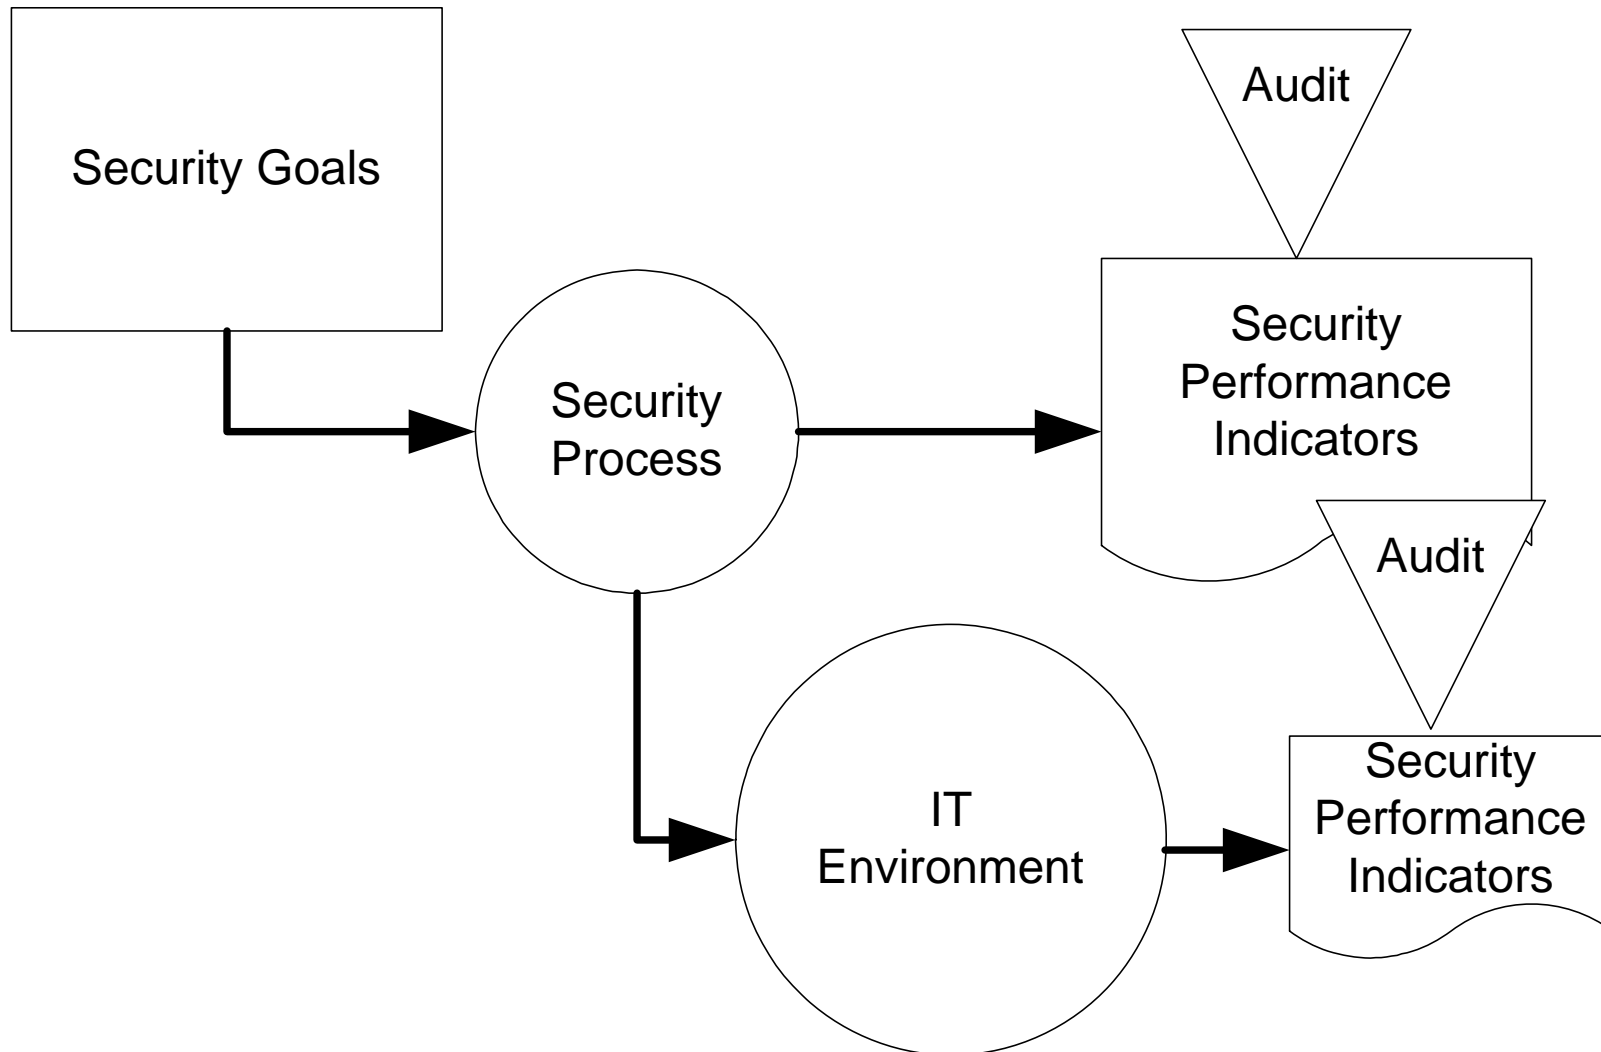 Security Goals
Audit
Security
Performance
Indicators
Security
Process
Audit
Security
Performance
Indicators
IT
Environment